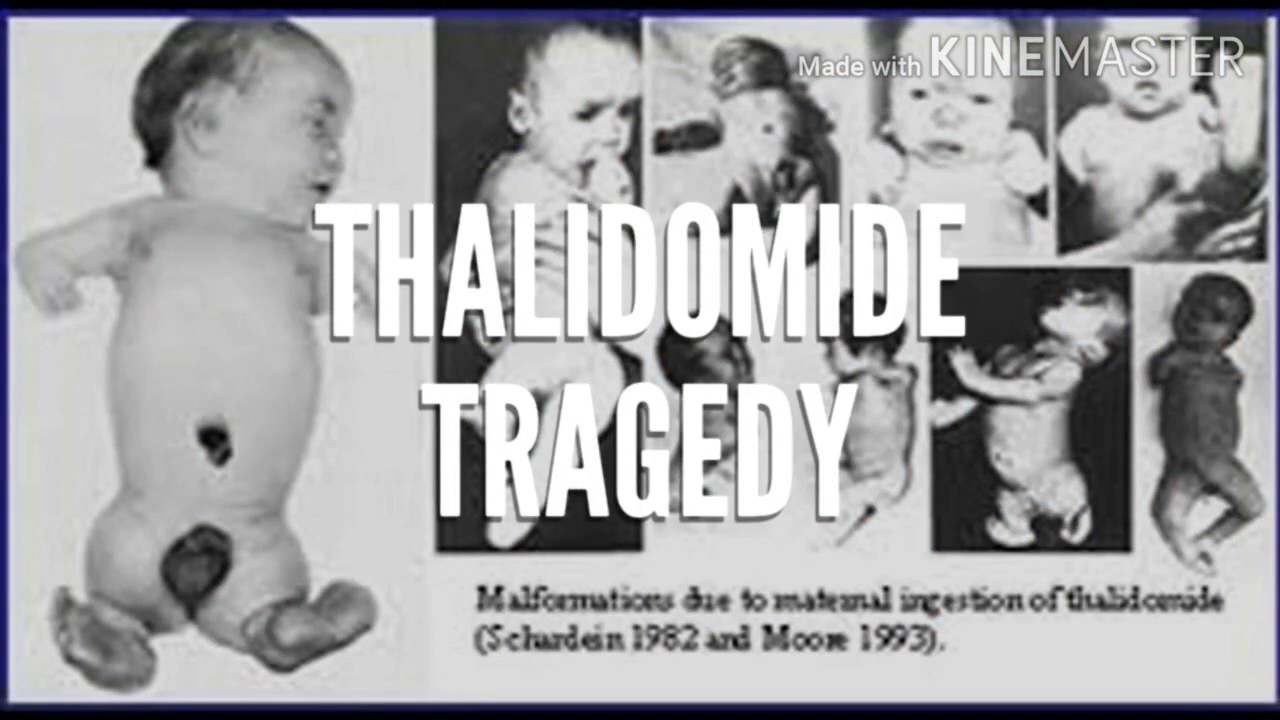 Made with KINEMASTER
THALIDOMIDE
TRAGEDY
Malformations due to maternal ingestion of thalidomide
(Schardein 1982 and Moore 1993).